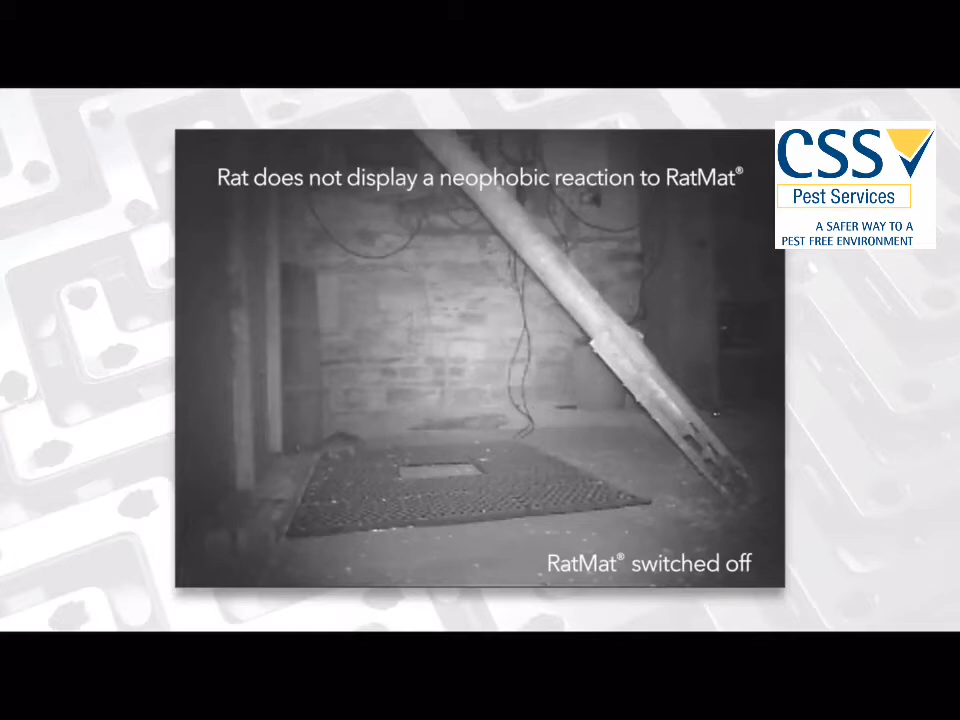 Rat does not display a neophobic reaction to RatMat®
CSS
Pest Services
A SAFER WAY TO A
PEST FREE ENVIRONMENT
RatMat® switched off